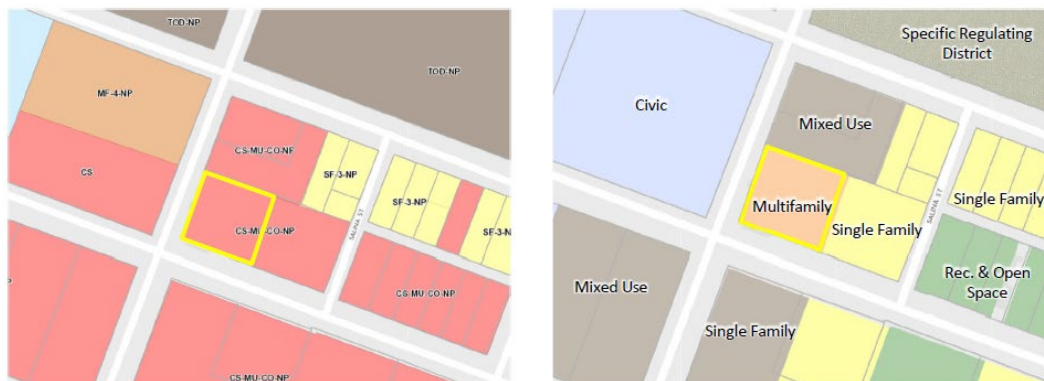 TOD-NP
TOD-NP
MF-4-NP
CS-MU-CO-NP
CS
SF-3-NP
SF-3-NP
SALINA ST
CS-MU-CO-NP
SF-3-N
CS-MU-CO-NP
CS-MU-CO-NP
Specific Regulating
District
Civic
Mixed Use
Multifamily
Single Family
SALINA ST
Single Family
Mixed Use
Rec. & Open
Space
Single Family